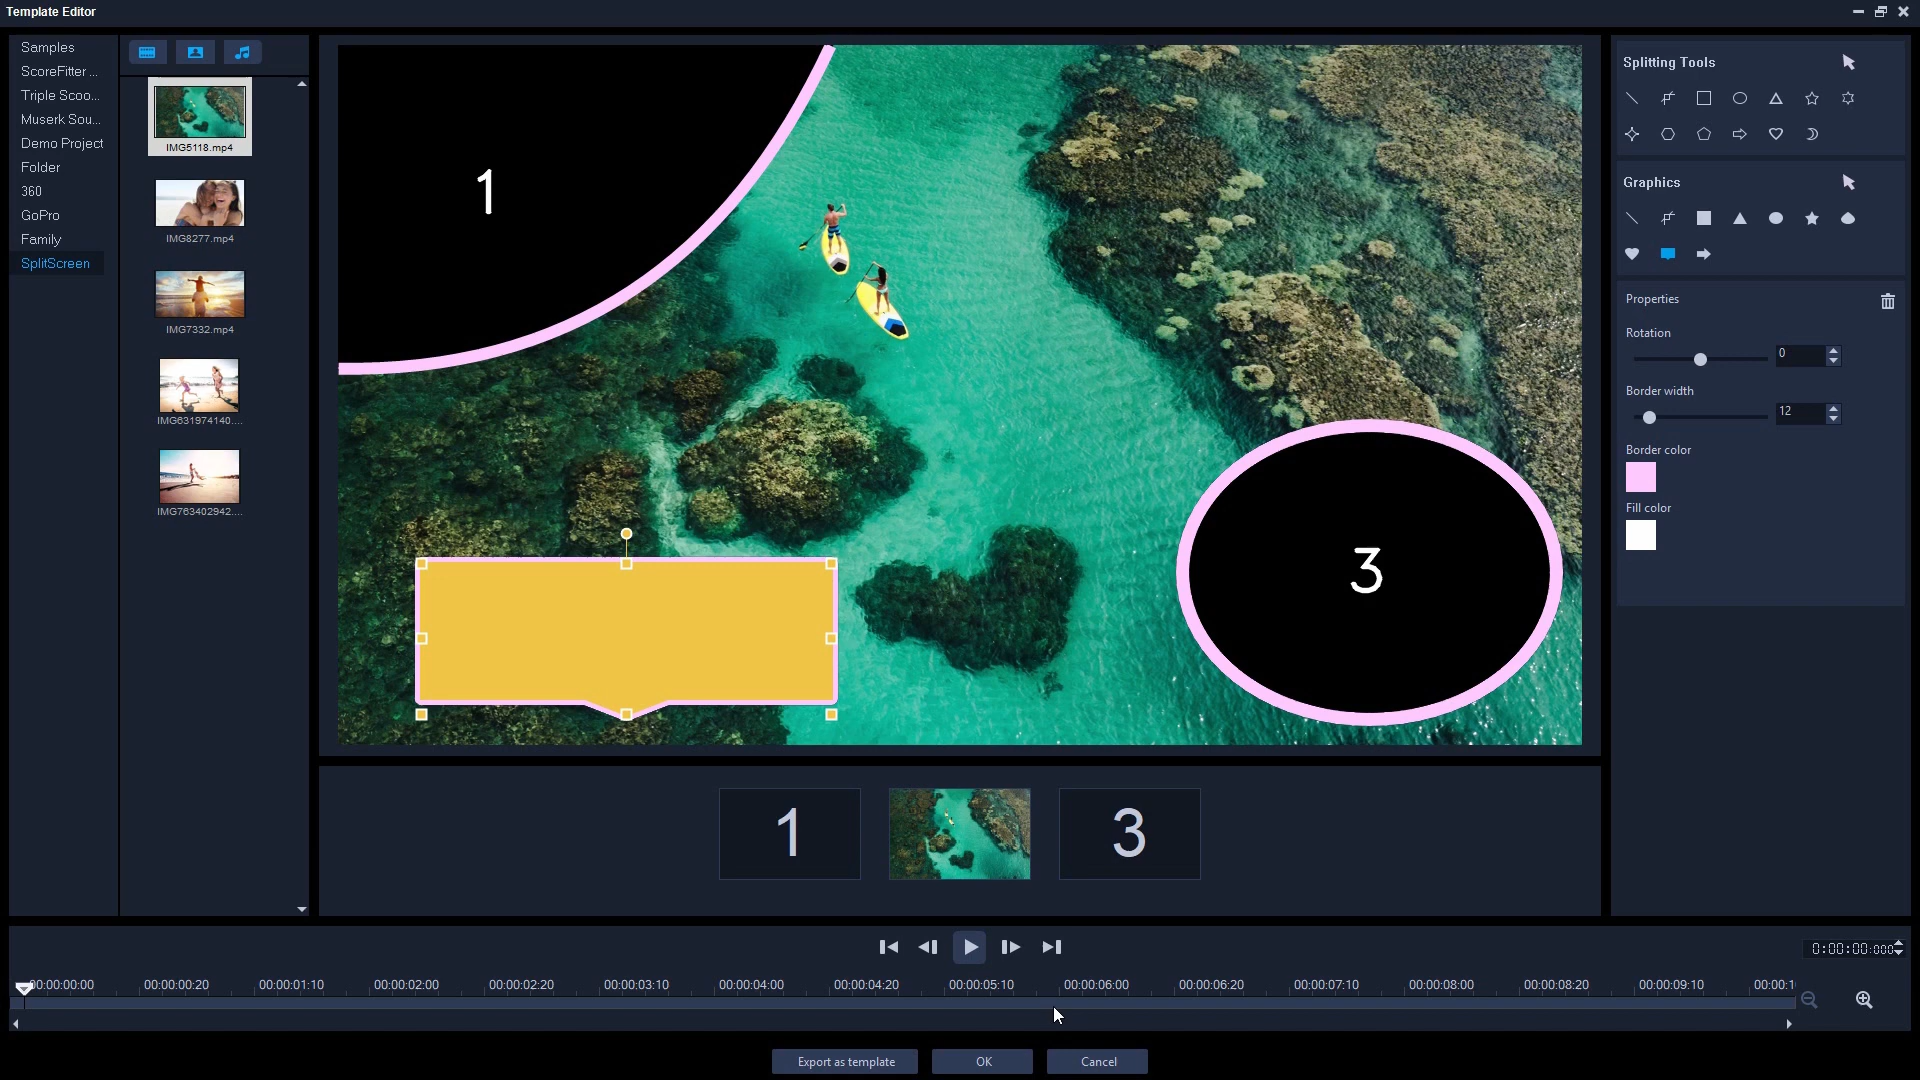 Template Editor
Samples
ScoreFitter ...
Triple Scoo...
Muserk Sou...
Demo Project
Folder
360
GoPro
Family
SplitScreen
IMG5118.mp4
IMG8277.mp4
IMG7332.mp4
IMG631974140....
IMG763402942....
1
3
1
3
Splitting Tools
Graphics
Properties
Rotation
0
Border width
12
Border color
Fill color
0:00:00:000
00:00:00:00 00:00:00:20 00:00:01:10 00:00:02:00 00:00:02:20 00:00:03:10 00:00:04:00 00:00:04:20 00:00:05:10 00:00:06:00 00:00:06:20 00:00:07:10 00:00:08:00 00:00:08:20 00:00:09:10 00:00:1
Export as template
OK
Cancel